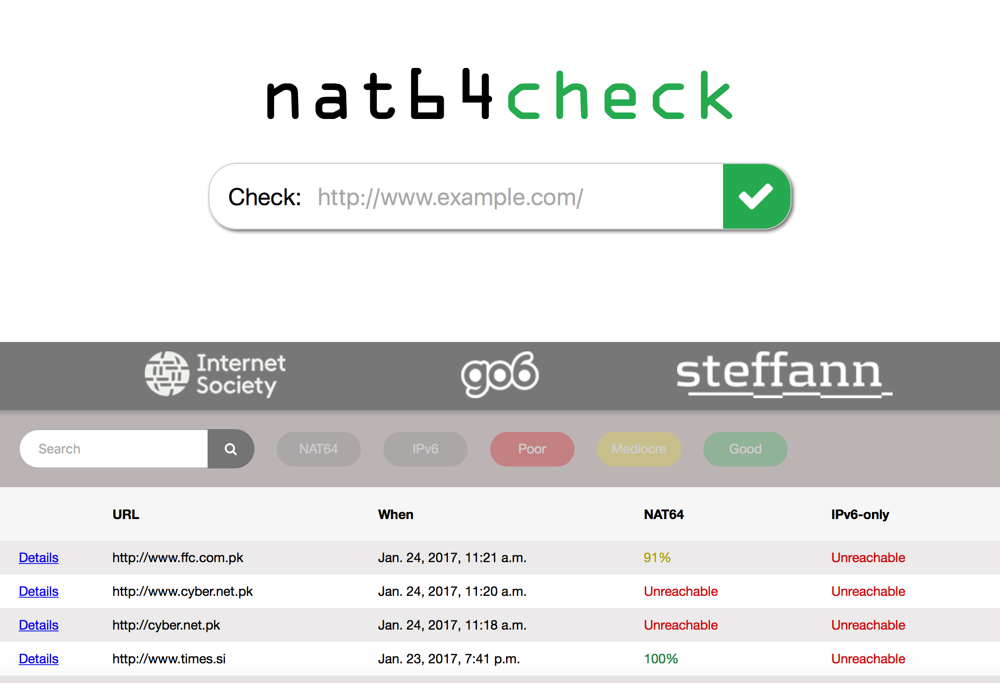 nat64check
Check: http://www.example.com/
Internet Society go6 steffann
Search NAT64 IPv6 Poor Mediocre Good
URL When NAT64 IPv6-only
Details http://www.ffc.com.pk Jan. 24, 2017, 11:21 a.m. 91% Unreachable
Details http://www.cyber.net.pk Jan. 24, 2017, 11:20 a.m. Unreachable Unreachable
Details http://cyber.net.pk Jan. 24, 2017, 11:18 a.m. Unreachable Unreachable
Details http://www.times.si Jan. 23, 2017, 7:41 p.m. 100% Unreachable